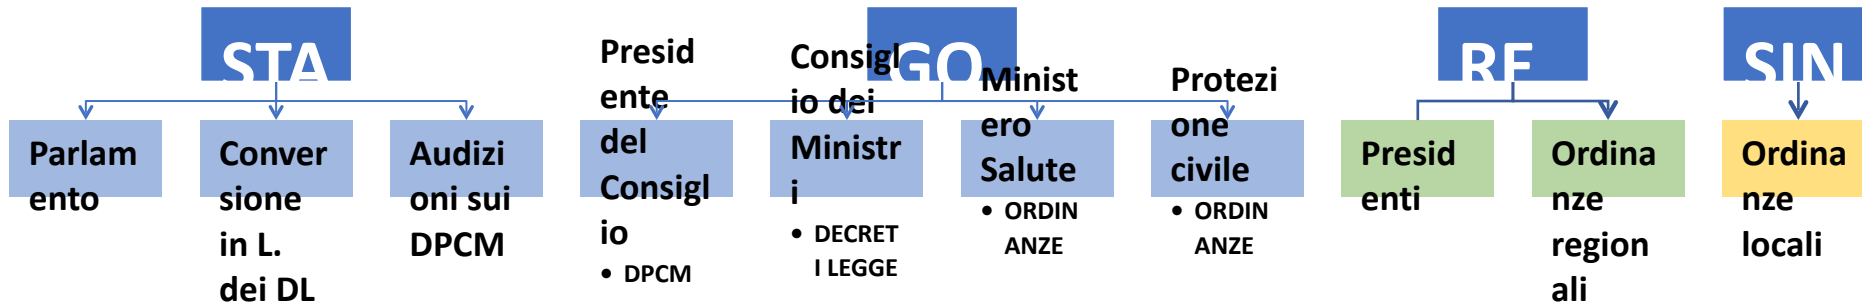 STA
GO
RE
SIN
Parlam
ento
Conver
sione
in L.
dei DL
Audizi
oni sui
DPCM
Presid
ente
del
Consigl
io
• DPCM
Consigl
io dei
Ministr
i
• DECRET
I LEGGE
Minist
ero
Salute
• ORDIN
ANZE
Protezi
one
civile
• ORDIN
ANZE
Presid
enti
Ordina
nze
region
ali
Ordina
nze
locali